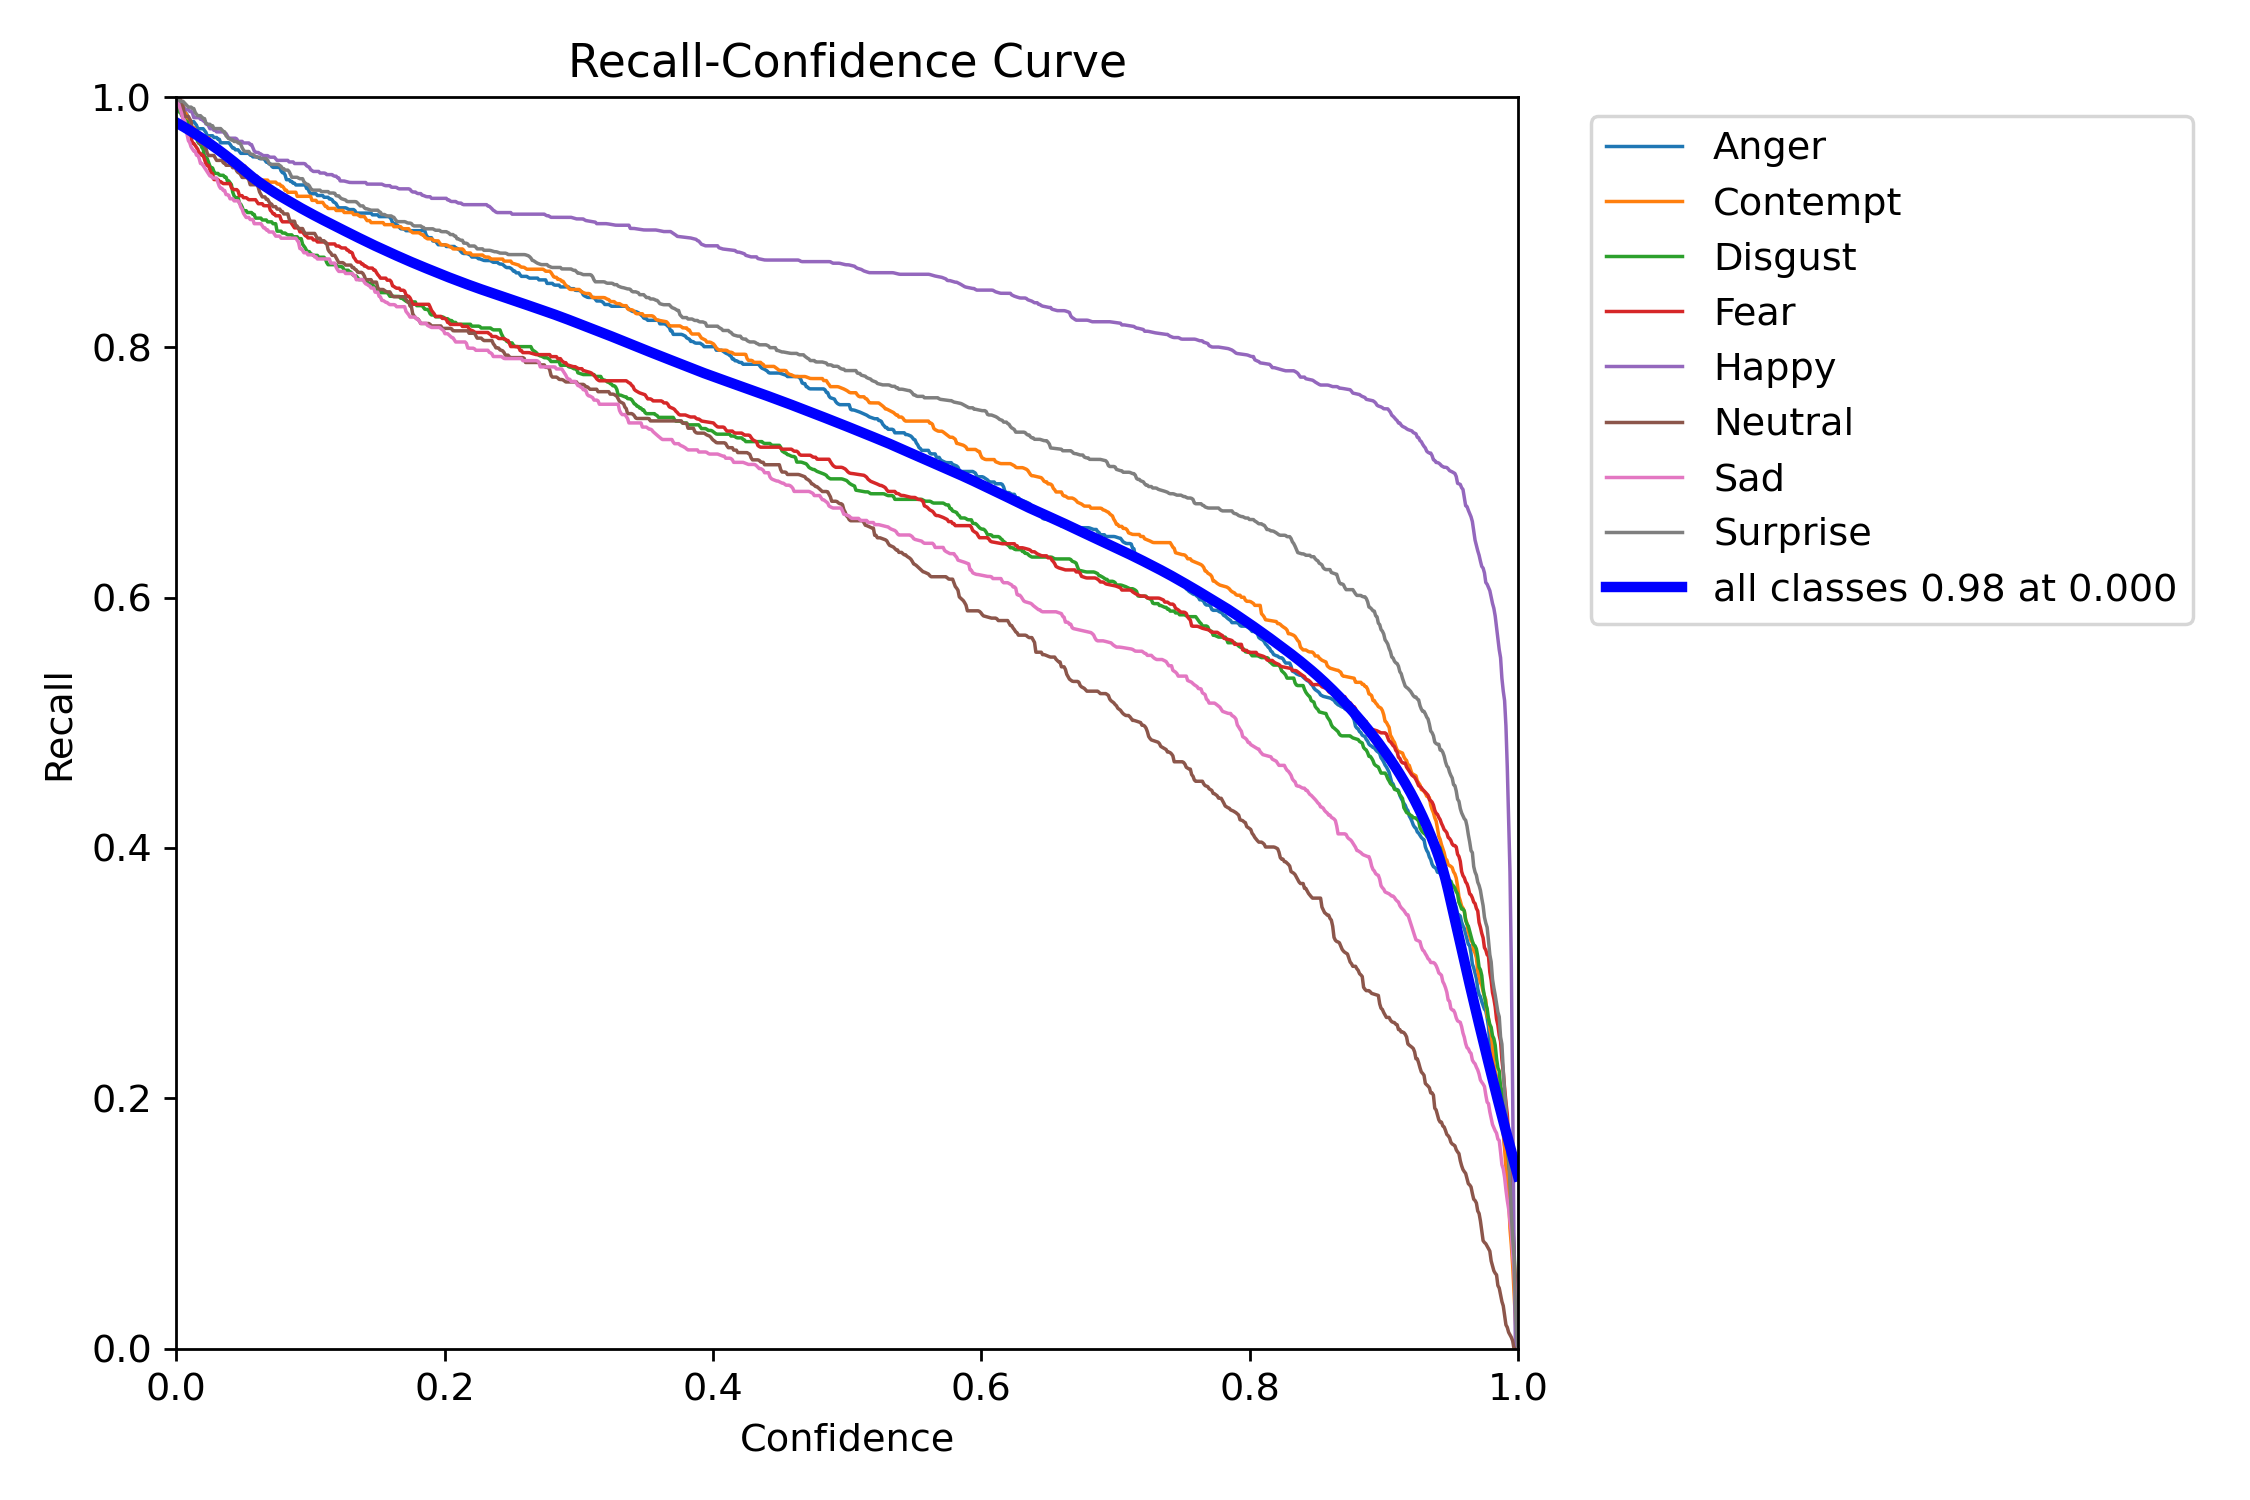 Recall-Confidence Curve
1.0
0.8
0.6
0.4
0.2
0.0
Recall
0.0 0.2 0.4 0.6 0.8 1.0
Confidence
Anger
Contempt
Disgust
Fear
Happy
Neutral
Sad
Surprise
all classes 0.98 at 0.000